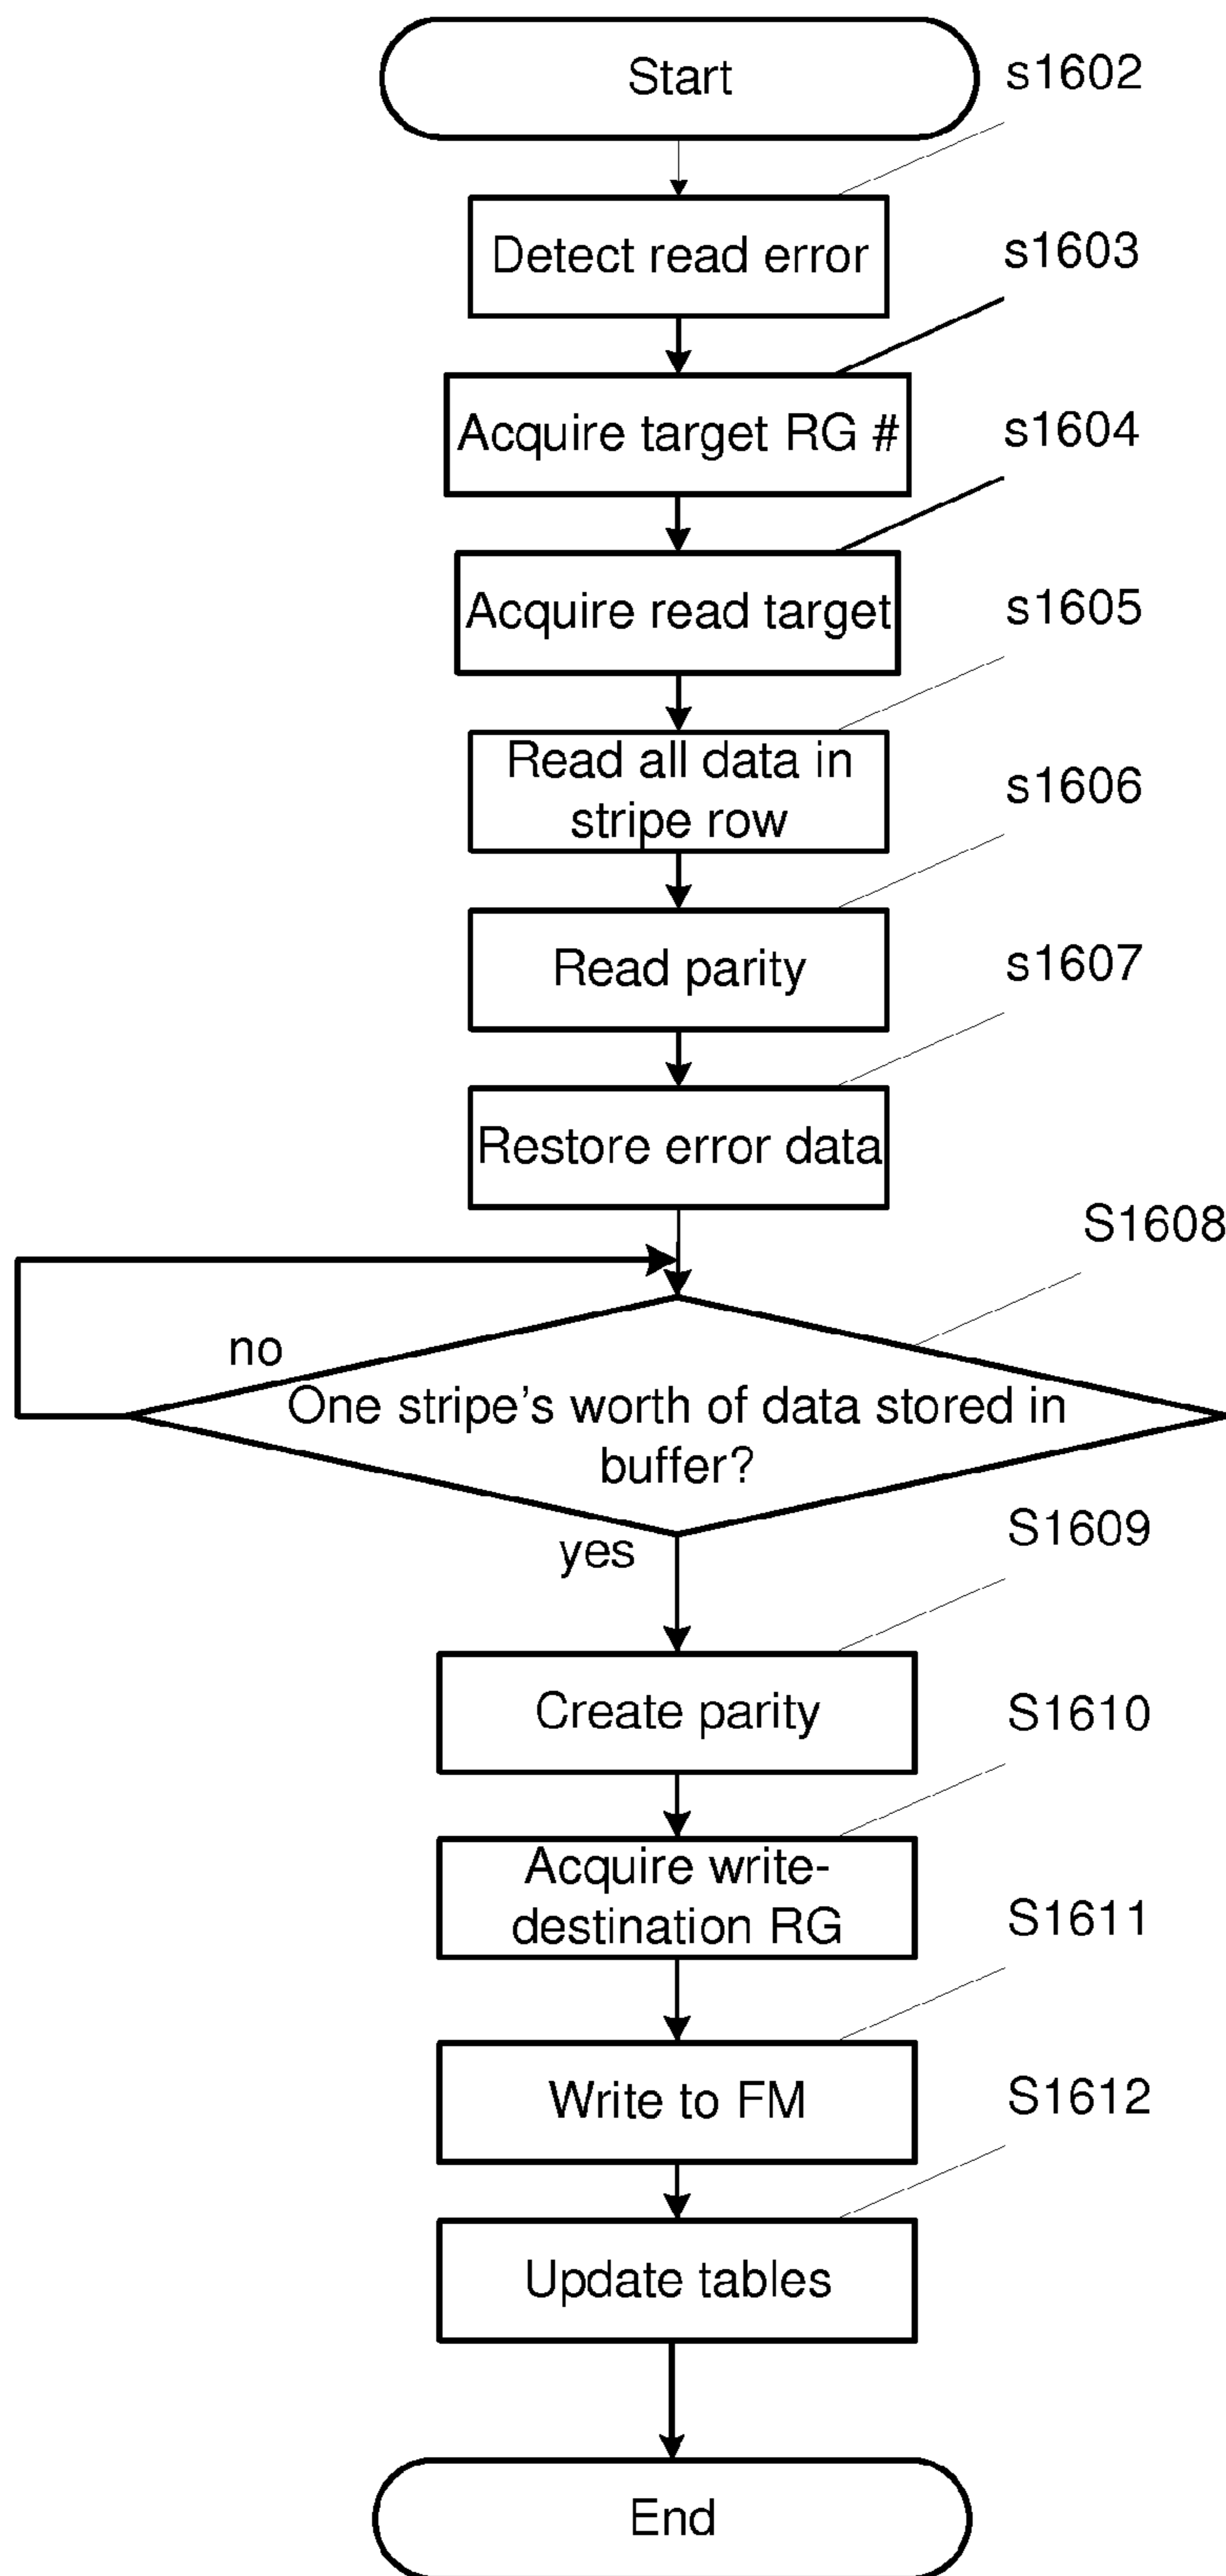 Start
s1602
Detect read error
s1603
Acquire target RG #
s1604
Acquire read target
s1605
Read all data in
stripe row
s1606
Read parity
s1607
Restore error data
S1608
no
One stripe's worth of data stored in
buffer?
yes
S1609
Create parity
S1610
Acquire write-
destination RG
S1611
Write to FM
S1612
Update tables
End